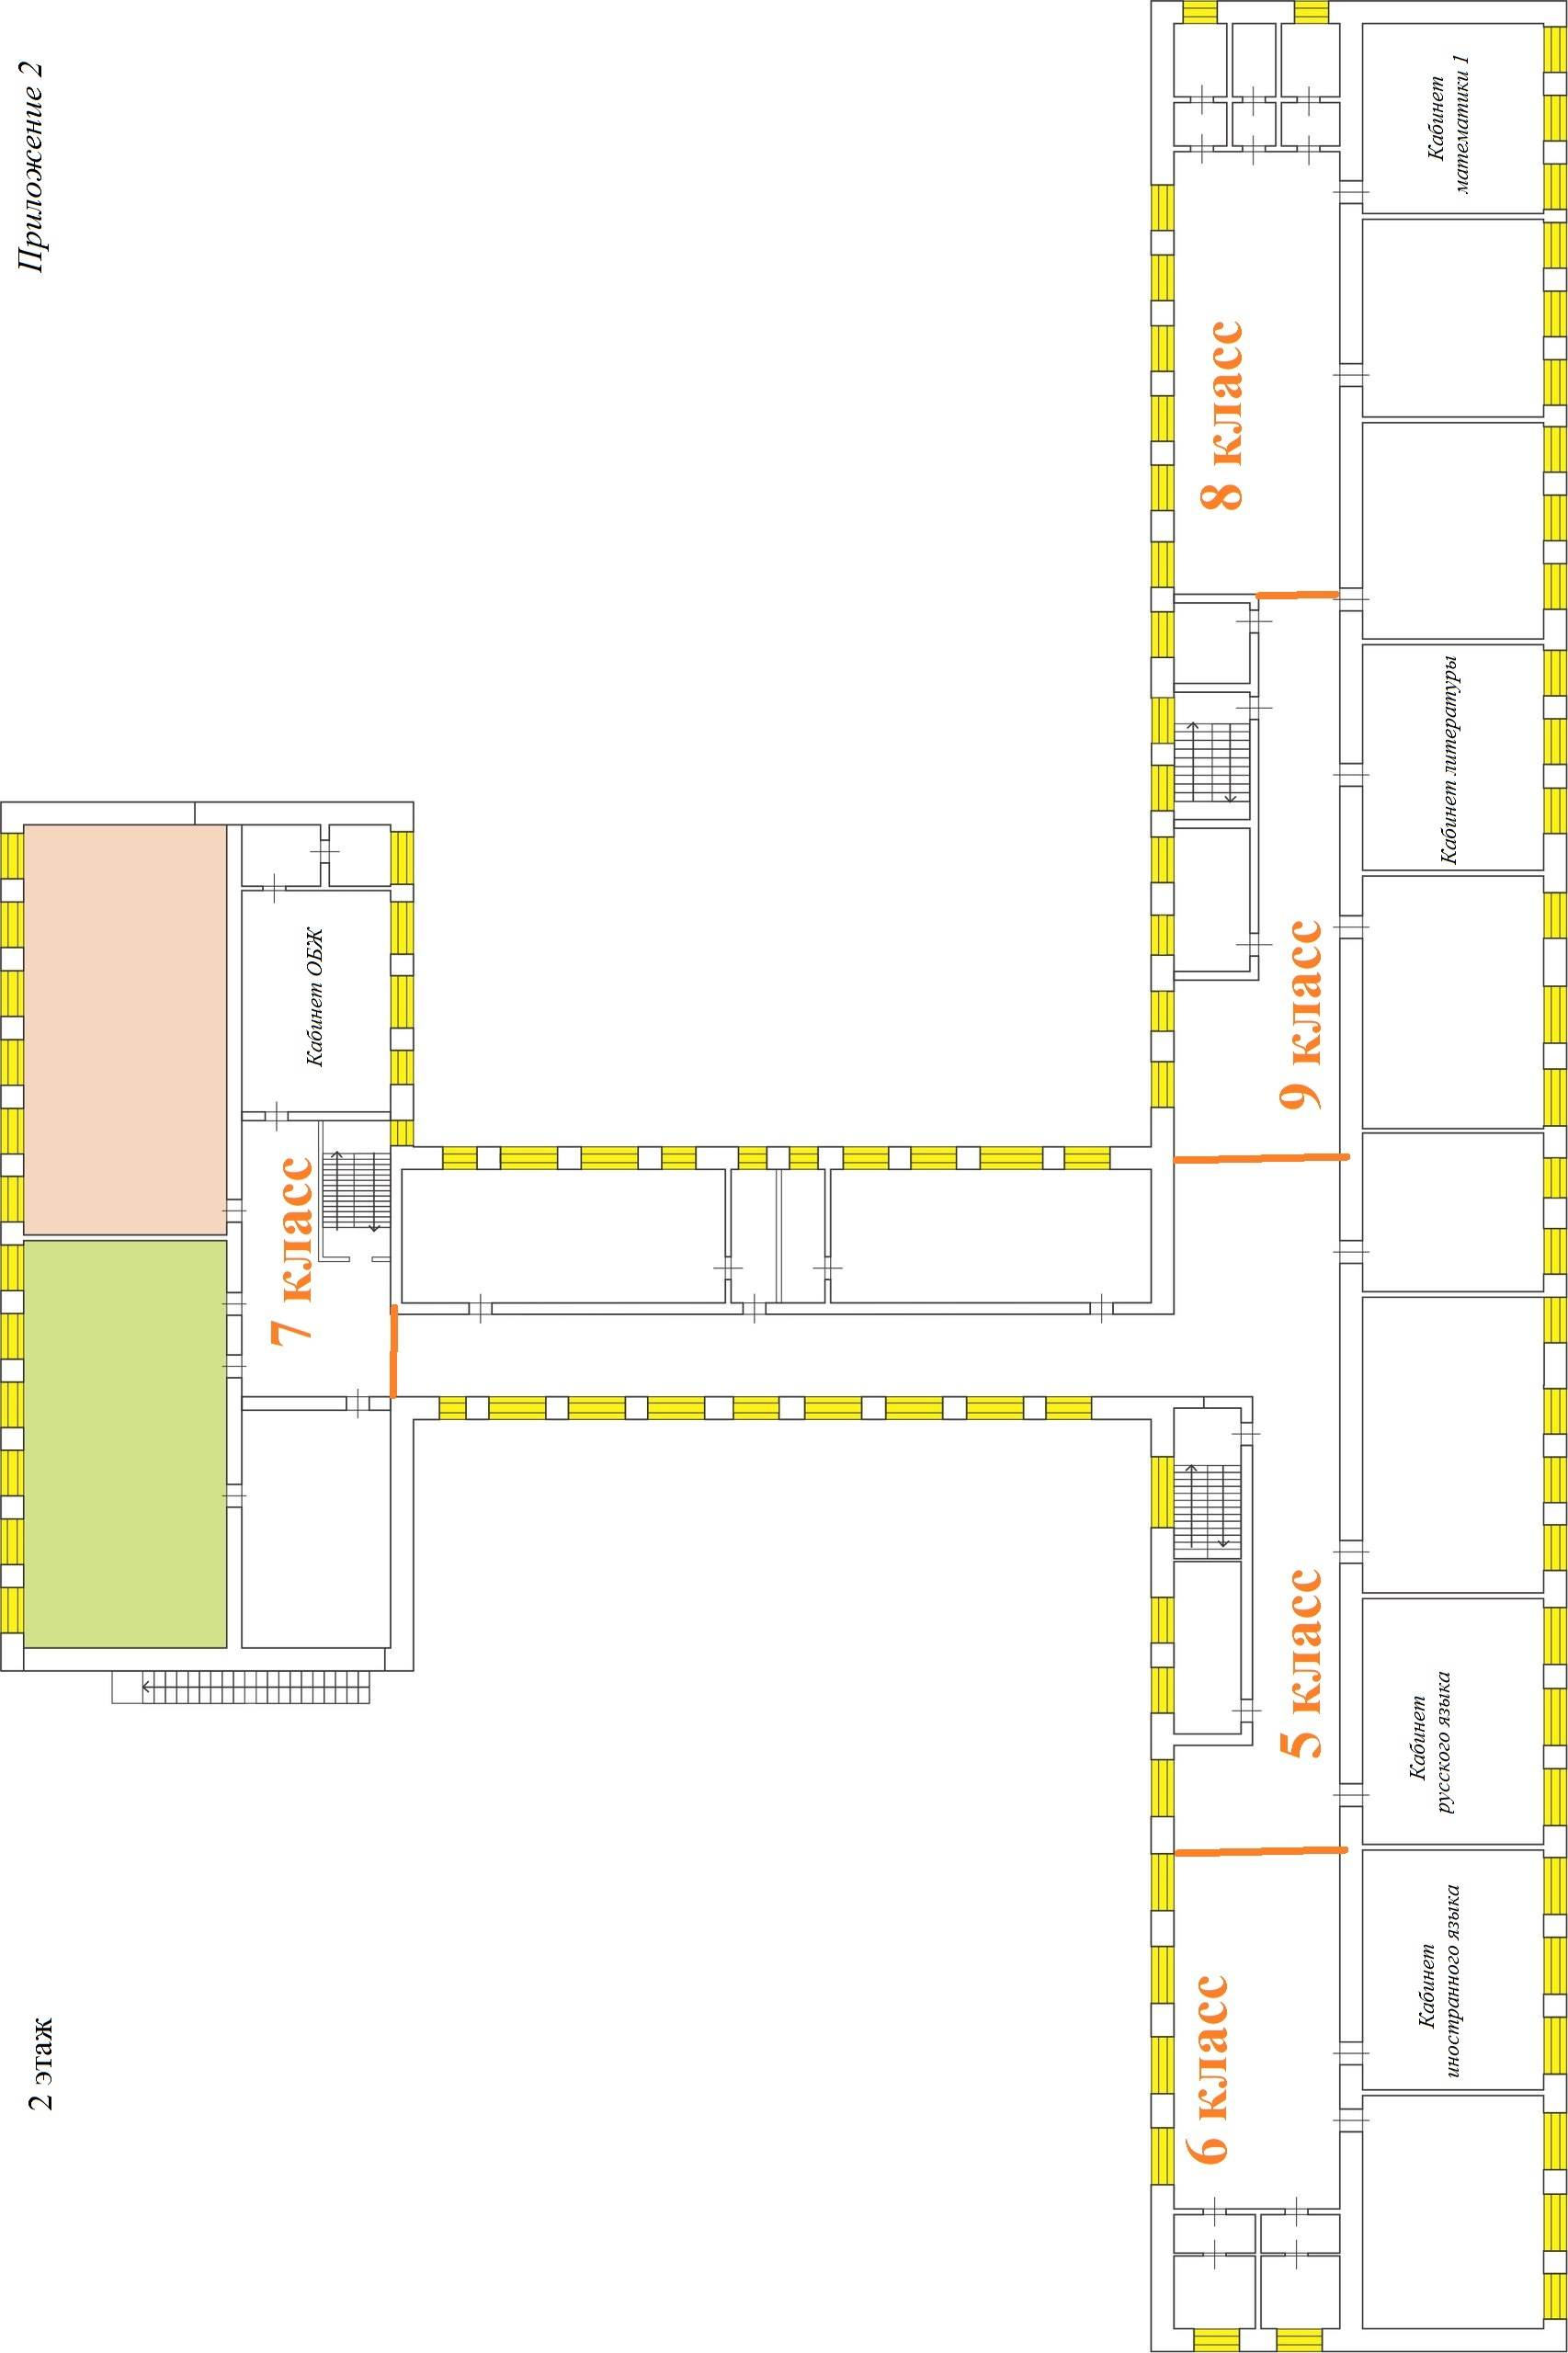 2 этаж
Приложение 2
7 класс
Кабинет ОБЖ
6 класс
5 класс
9 класс
8 класс
Кабинет
иностранного языка
Кабинет
русского языка
Кабинет литературы
Кабинет
математики 1